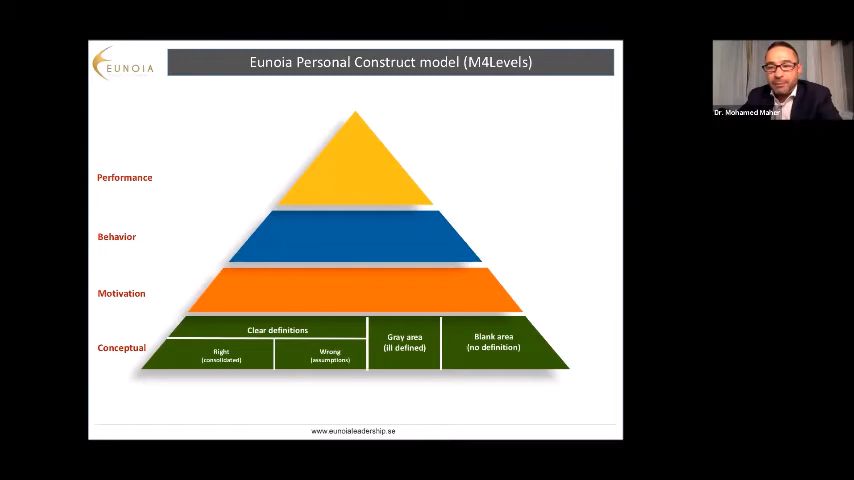 EUNOIA
Eunoia Personal Construct model (M4Levels)
Dr. Mohamed Maher
Performance
Behavior
Motivation
Conceptual
Clear definitions
Right
(consolidated)
Wrong
(assumptions)
Gray area
(ill defined)
Blank area
(no definition)
www.eunoialeadership.se